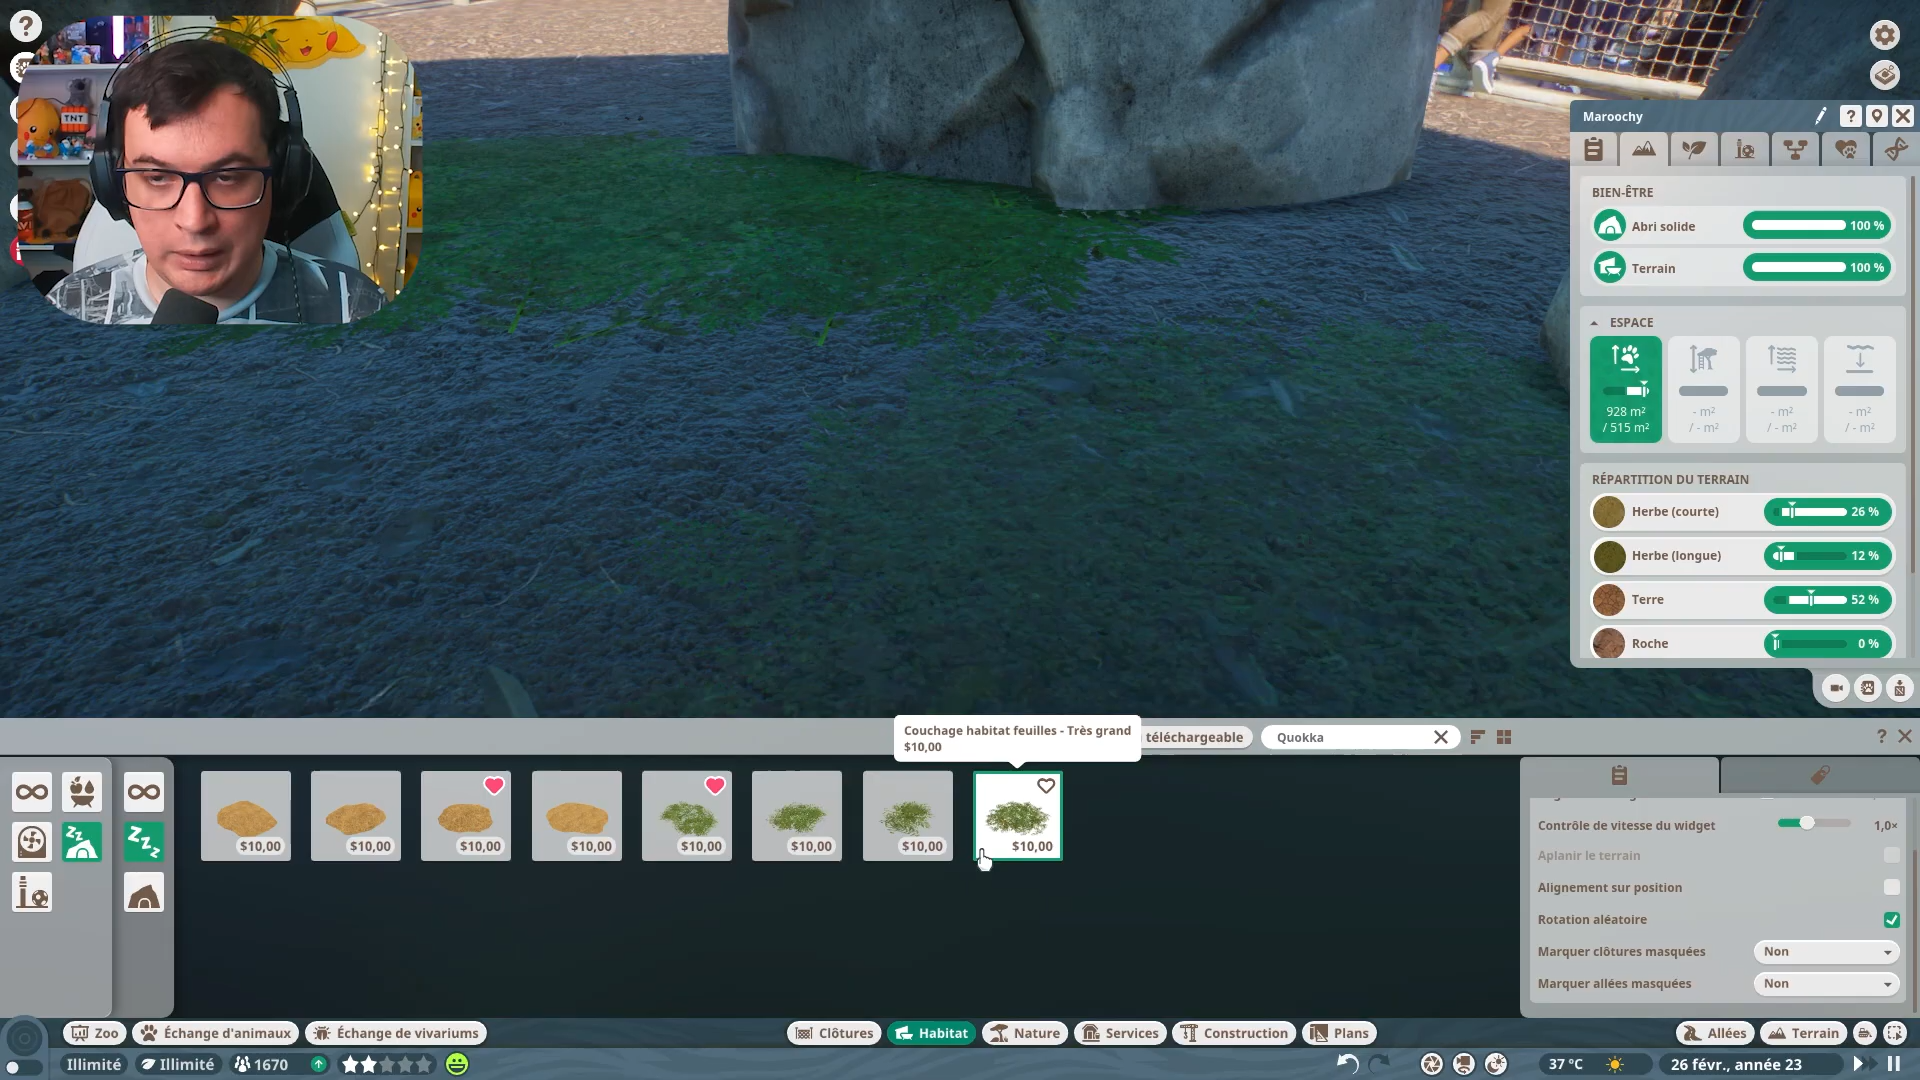 ?
TNT
Maroochy
?
BIEN-ÊTRE
Abri solide
100 %
Terrain
100 %
ESPACE
928 m²
/ 515 m²
- m²
/ - m²
- m²
/ - m²
- m²
/ - m²
RÉPARTITION DU TERRAIN
Herbe (courte)
26 %
Herbe (longue)
12 %
Terre
52 %
Roche
0 %
Couchage habitat feuilles - Très grand
$10,00
téléchargeable
Quokka
?
$10,00
$10,00
$10,00
$10,00
$10,00
$10,00
$10,00
$10,00
ZZ
ZZZ
Contrôle de vitesse du widget
1,0×
Aplanir le terrain
Alignement sur position
Rotation aléatoire
Marquer clôtures masquées
Non
Marquer allées masquées
Non
Zoo
Échange d'animaux
Échange de vivariums
Clôtures
Habitat
Nature
Services
Construction
Plans
Allées
Terrain
Illimité
Illimité
1670
37 °C
26 févr., année 23